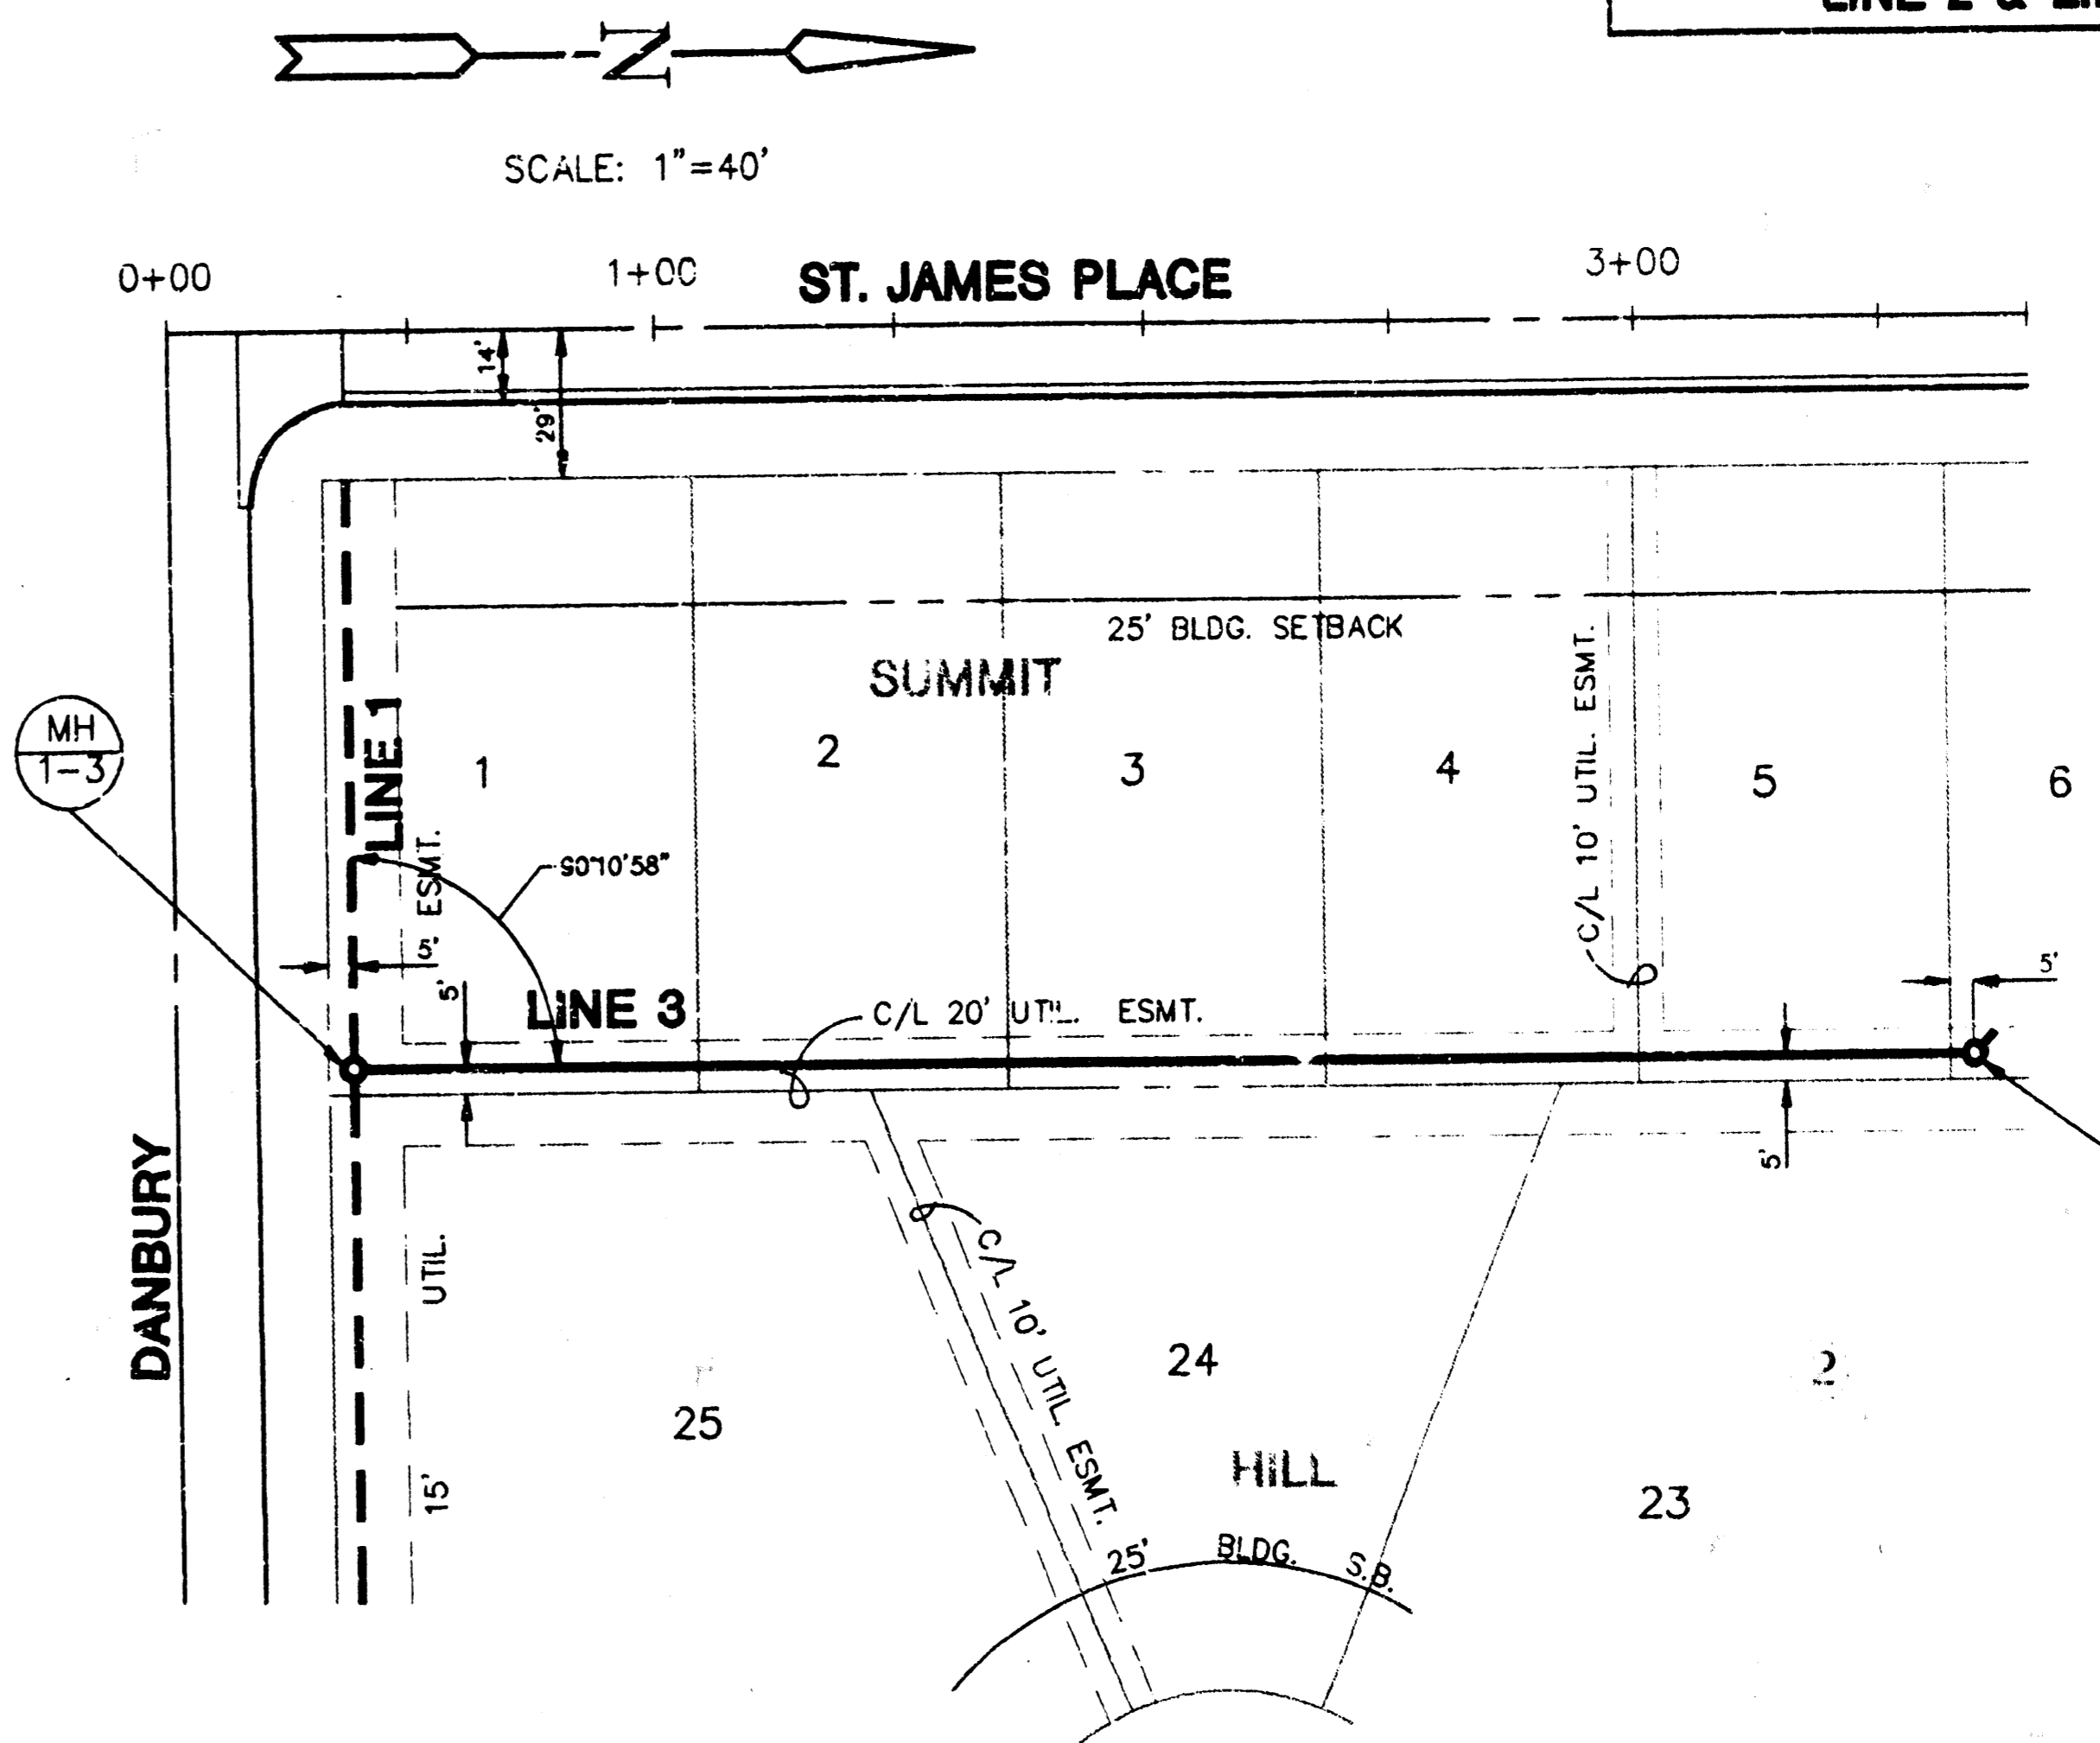 N
SCALE: 1"=40'
0+00
1+00
ST. JAMES PLACE
3+00
14'
29'
25' BLDG. SETBACK
SUMMIT
MH
1-3
LINE 1
1
2
3
4
5
6
C/L 10' UTIL. ESMT.
90°10'58"
ESMT.
5'
5'
LINE 3
C/L 20' UTIL. ESMT.
5'
5'
DANBURY
UTIL.
15'
C/L 10' UTIL. ESMT.
24
25
2
HILL
23
25' BLDG. S.B.